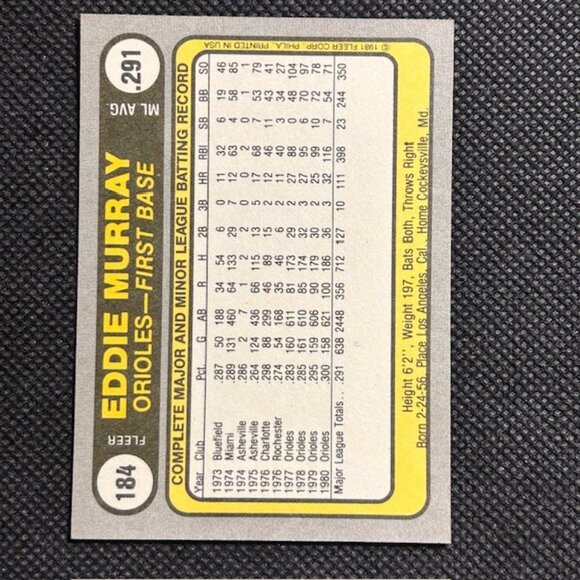 184
FLEER
EDDIE MURRAY
ORIOLES—FIRST BASE
ML AVG.
.291
COMPLETE MAJOR AND MINOR LEAGUE BATTING RECORD
Year Club Pct G AB R H 2B 3B HR RBI SB BB SO
1973 Bluefield .287 50 188 34 54 6 0 11 32 6 19 46
1974 Miami .289 131 460 64 133 29 7 12 63 4 58 85
1974 Asheville .286 2 7 1 2 2 0 0 2 0 1 1
1975 Asheville .264 124 436 66 115 13 5 17 68 7 53 79
1976 Charlotte .298 88 299 46 89 15 2 12 46 11 43 41
1976 Rochester .274 54 168 35 46 6 2 11 40 3 34 27
1977 Orioles .283 160 611 81 173 29 2 27 88 0 48 104
1978 Orioles .285 161 610 85 174 32 3 27 95 6 70 97
1979 Orioles .295 159 606 90 179 30 2 25 99 10 72 78
1980 Orioles .300 158 621 100 186 36 3 32 116 7 54 71
Major League Totals . . .291 638 2448 356 712 127 10 111 398 23 244 350
Height 6'2", Weight 197, Bats Both, Throws Right
Born 2-24-56, Place Los Angeles, Cal., Home Cockeysville, Md.
© 1981 FLEER CORP., PHILA. PRINTED IN USA